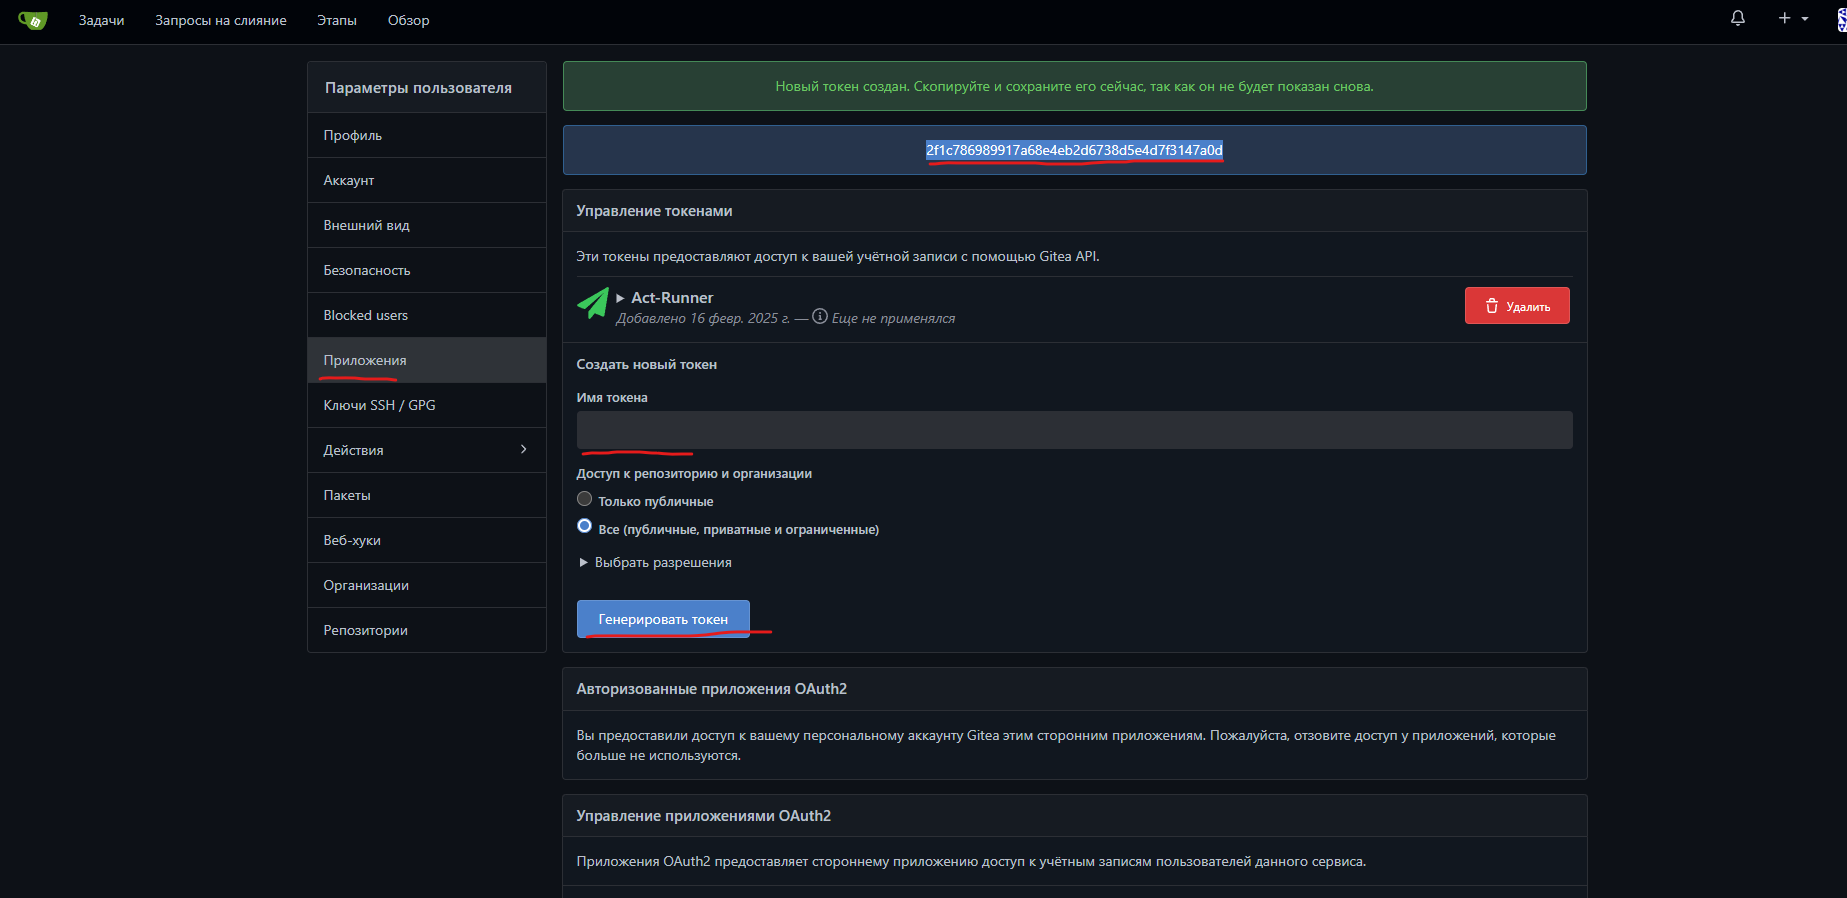 Задачи Запросы на слияние Этапы Обзор
Параметры пользователя
Профиль
Аккаунт
Внешний вид
Безопасность
Blocked users
Приложения
Ключи SSH / GPG
Действия
Пакеты
Веб-хуки
Организации
Репозитории
Новый токен создан. Скопируйте и сохраните его сейчас, так как он не будет показан снова.
2f1c786989917a68e4eb2d6738d5e4d7f3147a0d
Управление токенами
Эти токены предоставляют доступ к вашей учётной записи с помощью Gitea API.
Act-Runner
Добавлено 16 февр. 2025 г. — Еще не применялся
Удалить
Создать новый токен
Имя токена
Доступ к репозиторию и организации
Только публичные
Все (публичные, приватные и ограниченные)
Выбрать разрешения
Генерировать токен
Авторизованные приложения OAuth2
Вы предоставили доступ к вашему персональному аккаунту Gitea этим сторонним приложениям. Пожалуйста, отзовите доступ у приложений, которые
больше не используются.
Управление приложениями OAuth2
Приложения OAuth2 предоставляет стороннему приложению доступ к учётным записям пользователей данного сервиса.